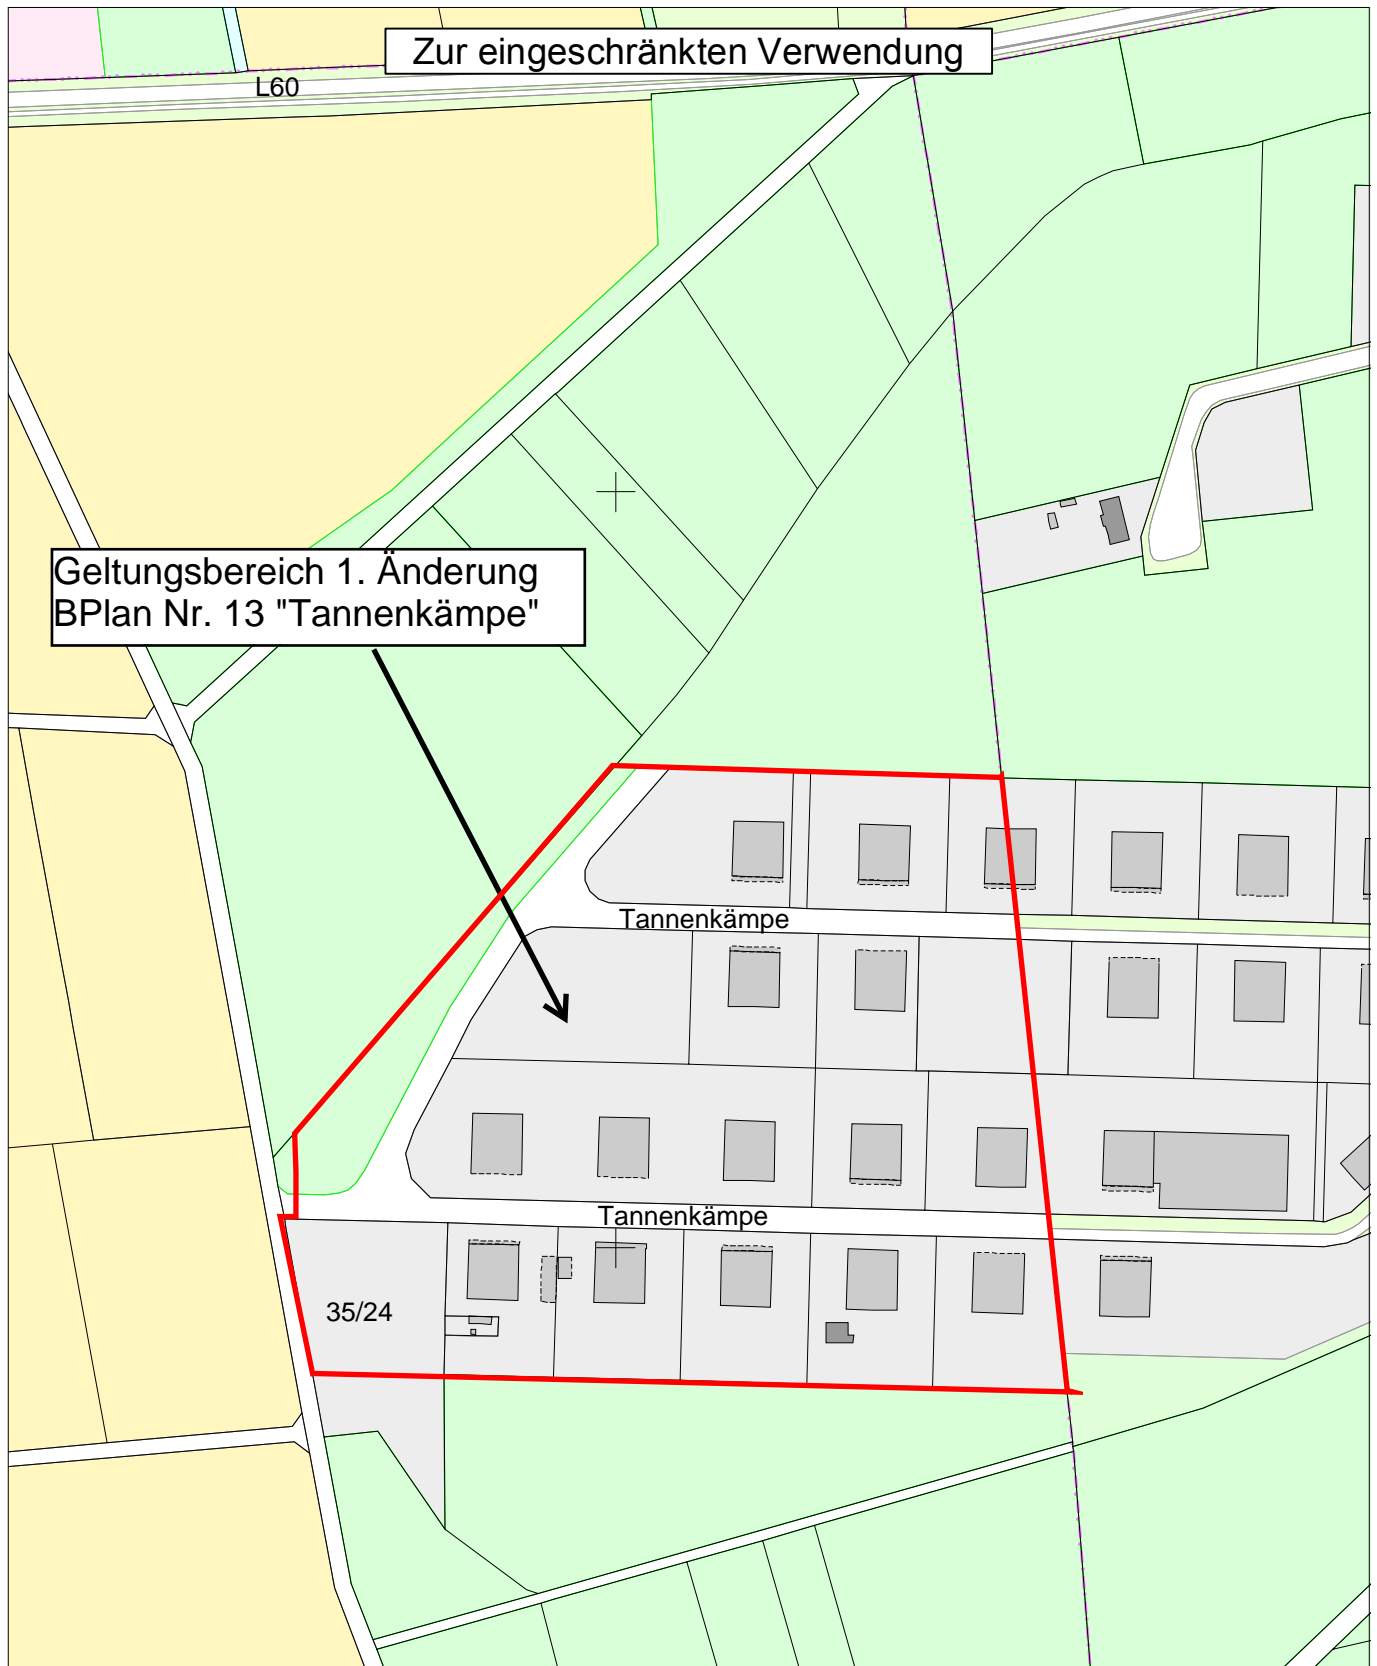 Zur eingeschränkten Verwendung
L60
Geltungsbereich 1. Änderung
BPlan Nr. 13 "Tannenkämpe"
Tannenkämpe
Tannenkämpe
35/24